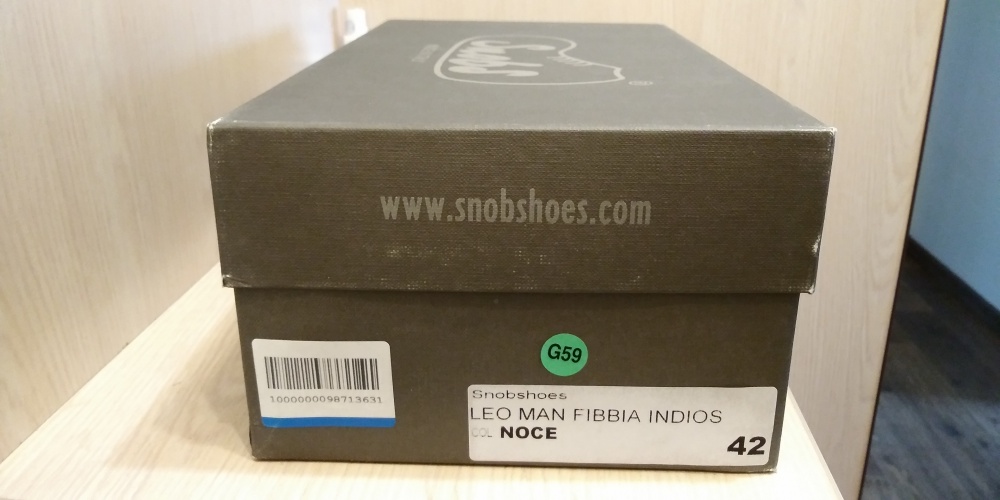 www.snobshoes.com
G59
1000000098713631
Snobshoes
LEO MAN FIBBIA INDIOS
COL NOCE
42